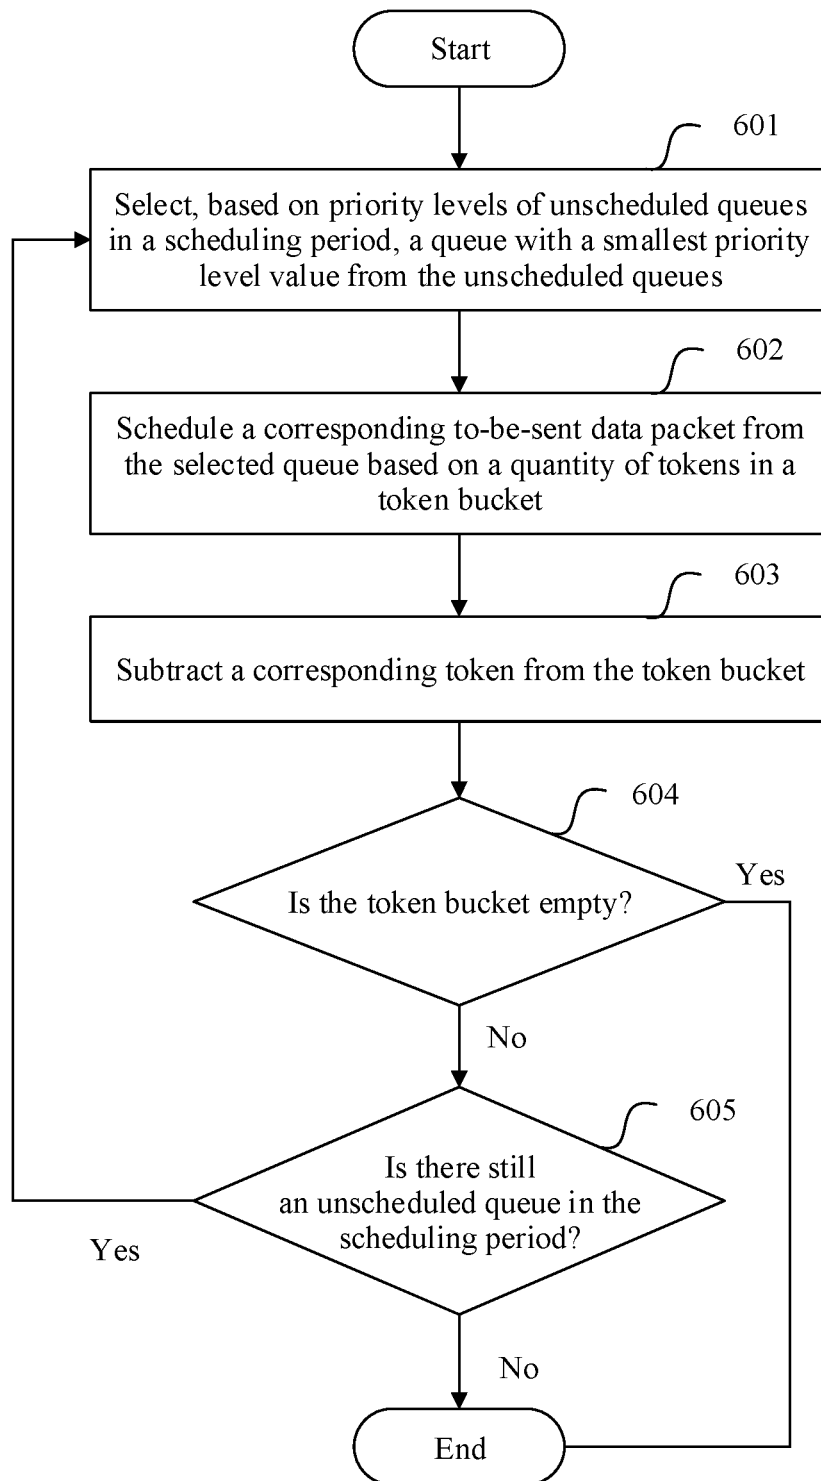 Start
601
Select, based on priority levels of unscheduled queues
in a scheduling period, a queue with a smallest priority
level value from the unscheduled queues
602
Schedule a corresponding to-be-sent data packet from
the selected queue based on a quantity of tokens in a
token bucket
603
Subtract a corresponding token from the token bucket
604
Yes
Is the token bucket empty?
No
605
Is there still
an unscheduled queue in the
scheduling period?
Yes
No
End